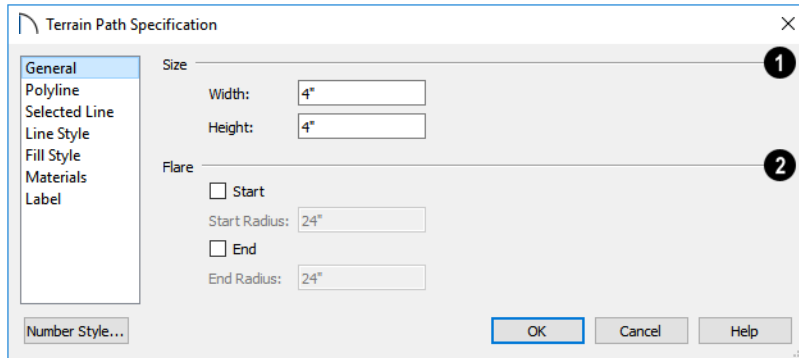 Terrain Path Specification
General
Polyline
Selected Line
Line Style
Fill Style
Materials
Label
Size
1
Width: 4"
Height: 4"
Flare
2
Start
Start Radius: 24"
End
End Radius: 24"
Number Style...
OK
Cancel
Help